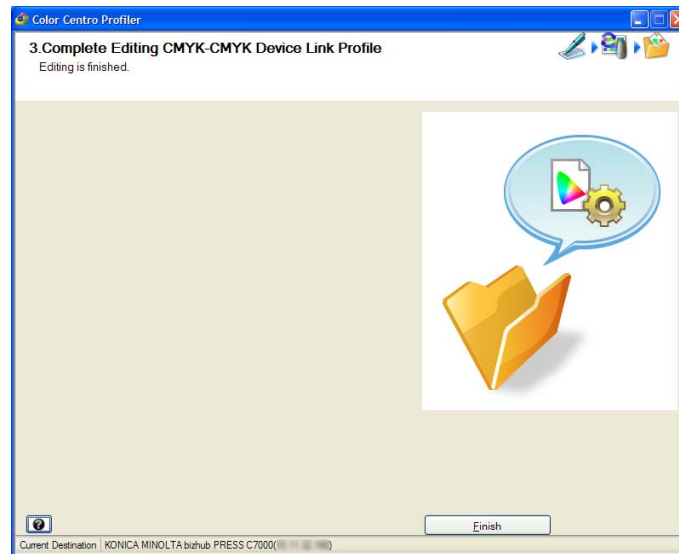 Color Centro Profiler
3.Complete Editing CMYK-CMYK Device Link Profile
Editing is finished.
Finish
Current Destination KONICA MINOLTA bizhub PRESS C7000(